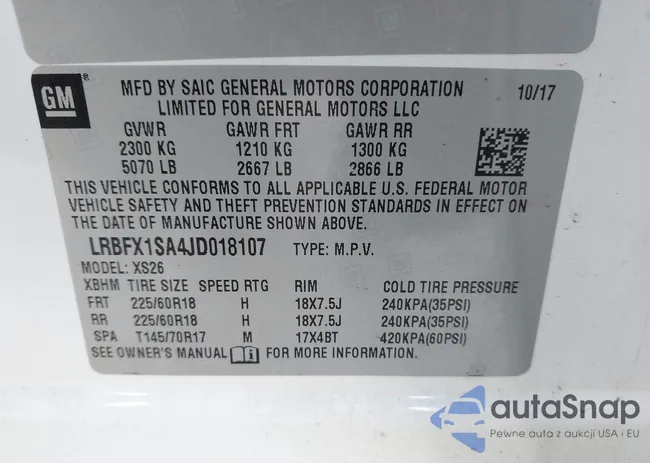 GM ® MFD BY SAIC GENERAL MOTORS CORPORATION 10/17
LIMITED FOR GENERAL MOTORS LLC
GVWR GAWR FRT GAWR RR
2300 KG 1210 KG 1300 KG
5070 LB 2667 LB 2866 LB
THIS VEHICLE CONFORMS TO ALL APPLICABLE U.S. FEDERAL MOTOR
VEHICLE SAFETY AND THEFT PREVENTION STANDARDS IN EFFECT ON
THE DATE OF MANUFACTURE SHOWN ABOVE.
LRBFX1SA4JD018107 TYPE: M.P.V.
MODEL: XS26
XBHM TIRE SIZE SPEED RTG RIM COLD TIRE PRESSURE
FRT 225/60R18 H 18X7.5J 240KPA(35PSI)
RR 225/60R18 H 18X7.5J 240KPA(35PSI)
SPA T145/70R17 M 17X4BT 420KPA(60PSI)
SEE OWNER'S MANUAL i FOR MORE INFORMATION.
autoSnap
Pewne auta z aukcji USA i EU